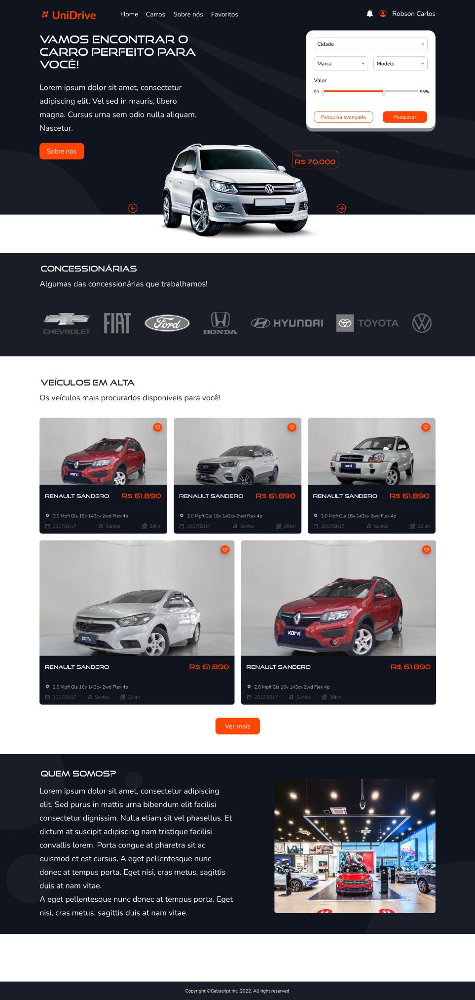 UniDrive
Home Carros Sobre nós Favoritos
Robson Carlos
VAMOS ENCONTRAR O
CARRO PERFEITO PARA
VOCÊ!
Lorem ipsum dolor sit amet, consectetur
adipiscing elit. Vel sed in mauris, libero
magna. Cursus urna sem odio nulla aliquam.
Nascetur.
Sobre nós
Cidade
Marca Modelo
Valor
$0 $58k
Pesquisa avançada Pesquisar
Valor
R$ 70.000
CONCESSIONÁRIAS
Algumas das concessionárias que trabalhamos!
CHEVROLET FIAT Ford HONDA HYUNDAI TOYOTA
VEÍCULOS EM ALTA
Os veículos mais procurados disponiveis para você!
karvi
RENAULT SANDERO R$ 61.890
2.0 Mpfi Gls 16v 143cv 2wd Flex 4p
2017/2017 Santos 29km
karvi
RENAULT SANDERO R$ 61.890
2.0 Mpfi Gls 16v 143cv 2wd Flex 4p
2017/2017 Santos 29km
karvi
RENAULT SANDERO R$ 61.890
2.0 Mpfi Gls 16v 143cv 2wd Flex 4p
2017/2017 Santos 29km
karvi
RENAULT SANDERO R$ 61.890
2.0 Mpfi Gls 16v 143cv 2wd Flex 4p
2017/2017 Santos 29km
karvi
RENAULT SANDERO R$ 61.890
2.0 Mpfi Gls 16v 143cv 2wd Flex 4p
2017/2017 Santos 29km
Ver mais
QUEM SOMOS?
Lorem ipsum dolor sit amet, consectetur adipiscing
elit. Sed purus in mattis urna bibendum elit facilisi
consectetur dignissim. Nulla etiam sit vel phasellus. Et
dictum at suscipit adipiscing nam tristique facilisi
convallis lorem. Porta congue at pharetra sit ac
euismod et est cursus. A eget pellentesque nunc
donec at tempus porta. Eget nisi, cras metus, sagittis
duis at nam vitae.
A eget pellentesque nunc donec at tempus porta. Eget
nisi, cras metus, sagittis duis at nam vitae.
Copyright ©Gabscript Inc. 2022. All right reserved